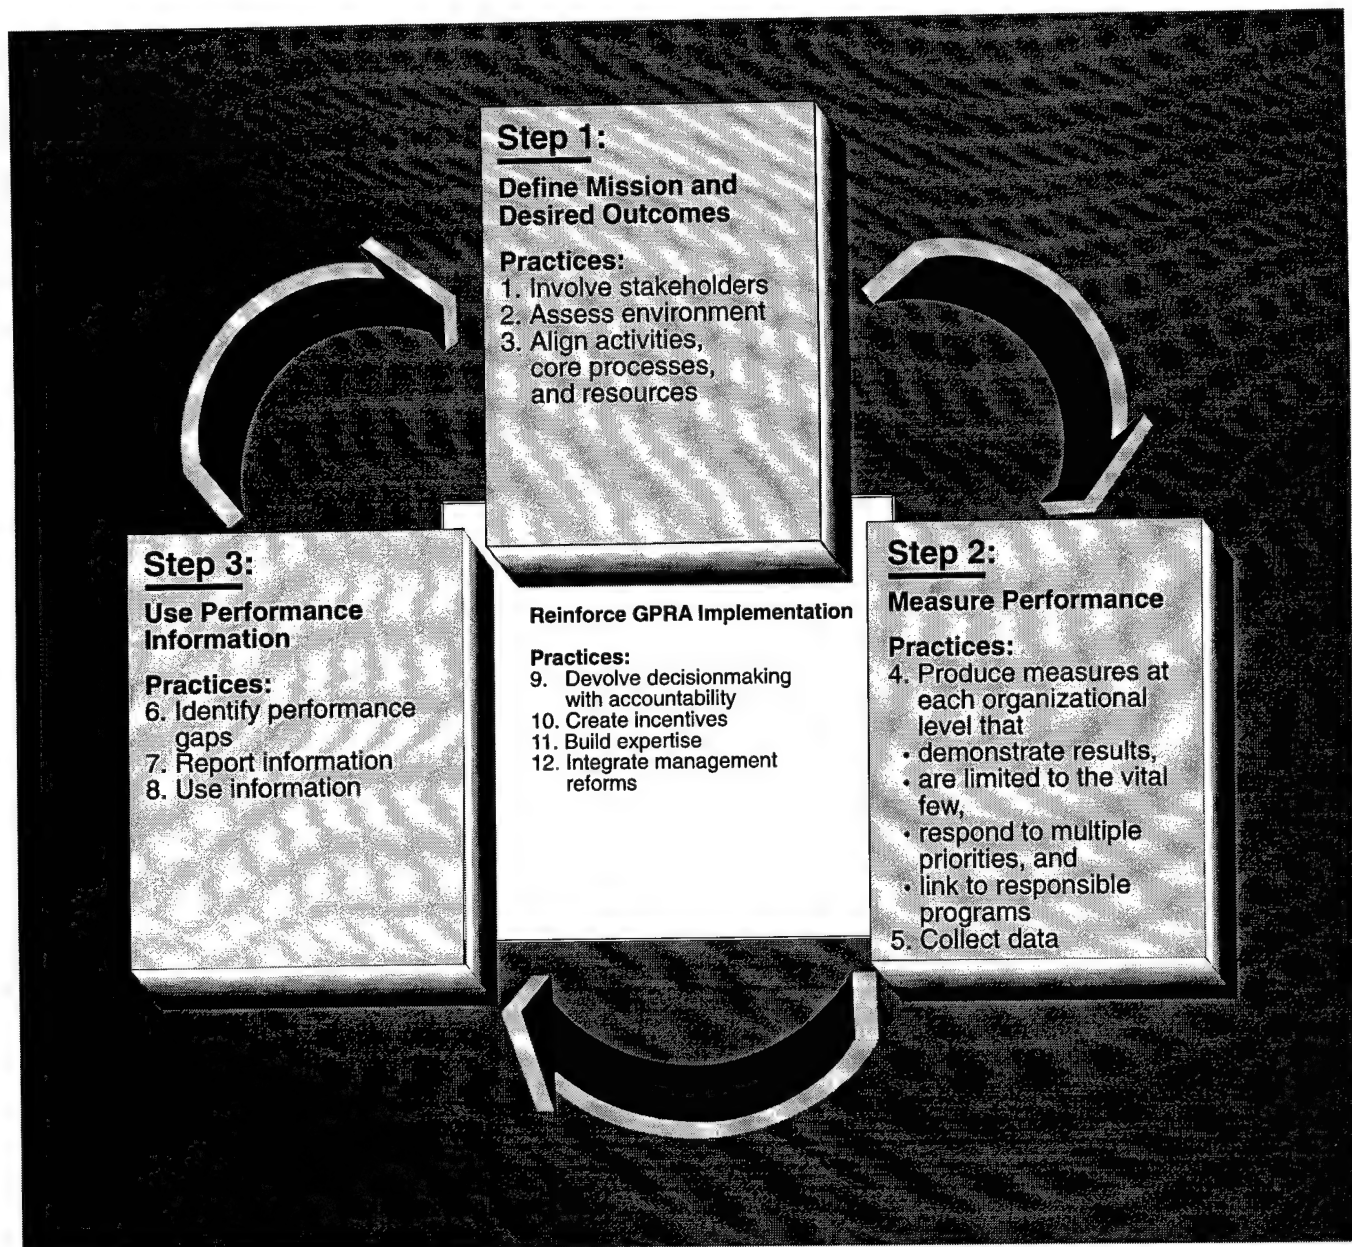 Step 1:
Define Mission and
Desired Outcomes
Practices:
1. Involve stakeholders
2. Assess environment
3. Align activities,
core processes,
and resources
Step 2:
Measure Performance
Practices:
4. Produce measures at
each organizational
level that
• demonstrate results,
• are limited to the vital
few,
• respond to multiple
priorities, and
• link to responsible
programs
5. Collect data
Step 3:
Use Performance
Information
Practices:
6. Identify performance
gaps
7. Report information
8. Use information
Reinforce GPRA Implementation
Practices:
9. Devolve decisionmaking
with accountability
10. Create incentives
11. Build expertise
12. Integrate management
reforms